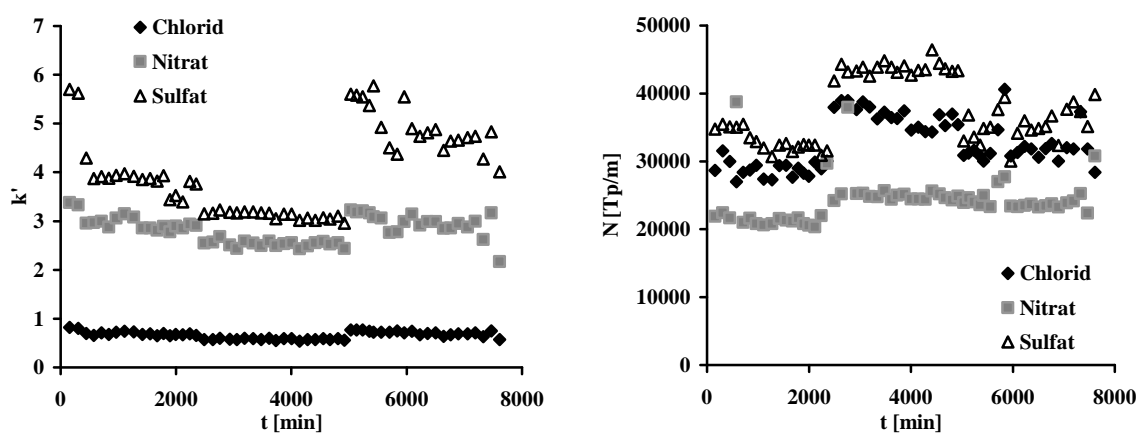 7
6
5
4
3
2
1
0
k'
0 2000 4000 6000 8000
t [min]
Chlorid
Nitrat
Sulfat
50000
40000
30000
20000
10000
0
N [Tp/m]
0 2000 4000 6000 8000
t [min]
Chlorid
Nitrat
Sulfat